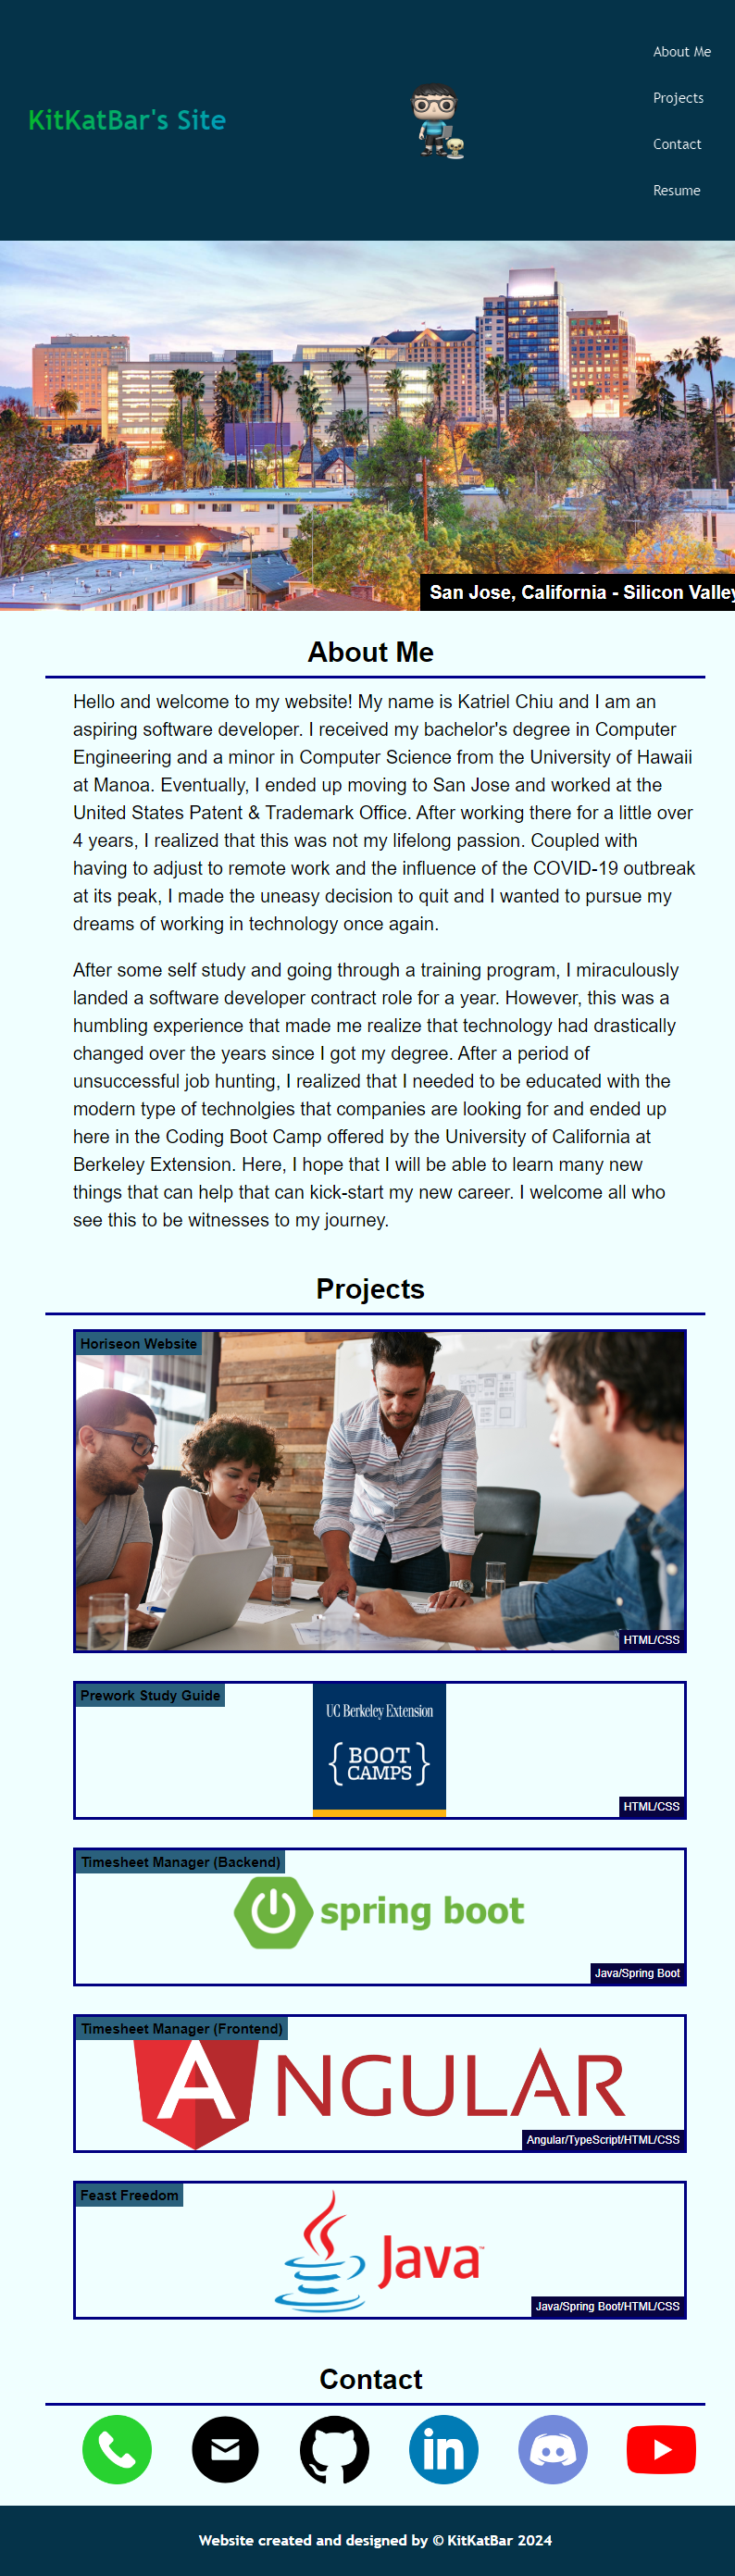 About Me
Projects
KitKatBar's Site
Contact
Resume
San Jose, California - Silicon Valley
About Me
Hello and welcome to my website! My name is Katriel Chiu and I am an
aspiring software developer. I received my bachelor's degree in Computer
Engineering and a minor in Computer Science from the University of Hawaii
at Manoa. Eventually, I ended up moving to San Jose and worked at the
United States Patent & Trademark Office. After working there for a little over
4 years, I realized that this was not my lifelong passion. Coupled with
having to adjust to remote work and the influence of the COVID-19 outbreak
at its peak, I made the uneasy decision to quit and I wanted to pursue my
dreams of working in technology once again.
After some self study and going through a training program, I miraculously
landed a software developer contract role for a year. However, this was a
humbling experience that made me realize that technology had drastically
changed over the years since I got my degree. After a period of
unsuccessful job hunting, I realized that I needed to be educated with the
modern type of technolgies that companies are looking for and ended up
here in the Coding Boot Camp offered by the University of California at
Berkeley Extension. Here, I hope that I will be able to learn many new
things that can help that can kick-start my new career. I welcome all who
see this to be witnesses to my journey.
Projects
Horiseon Website
HTML/CSS
Prework Study Guide
UC Berkeley Extension
{ BOOT
CAMPS }
HTML/CSS
Timesheet Manager (Backend)
spring boot
Java/Spring Boot
Timesheet Manager (Frontend)
ANGULAR
Angular/TypeScript/HTML/CSS
Feast Freedom
Java™
Java/Spring Boot/HTML/CSS
Contact
in
Website created and designed by © KitKatBar 2024